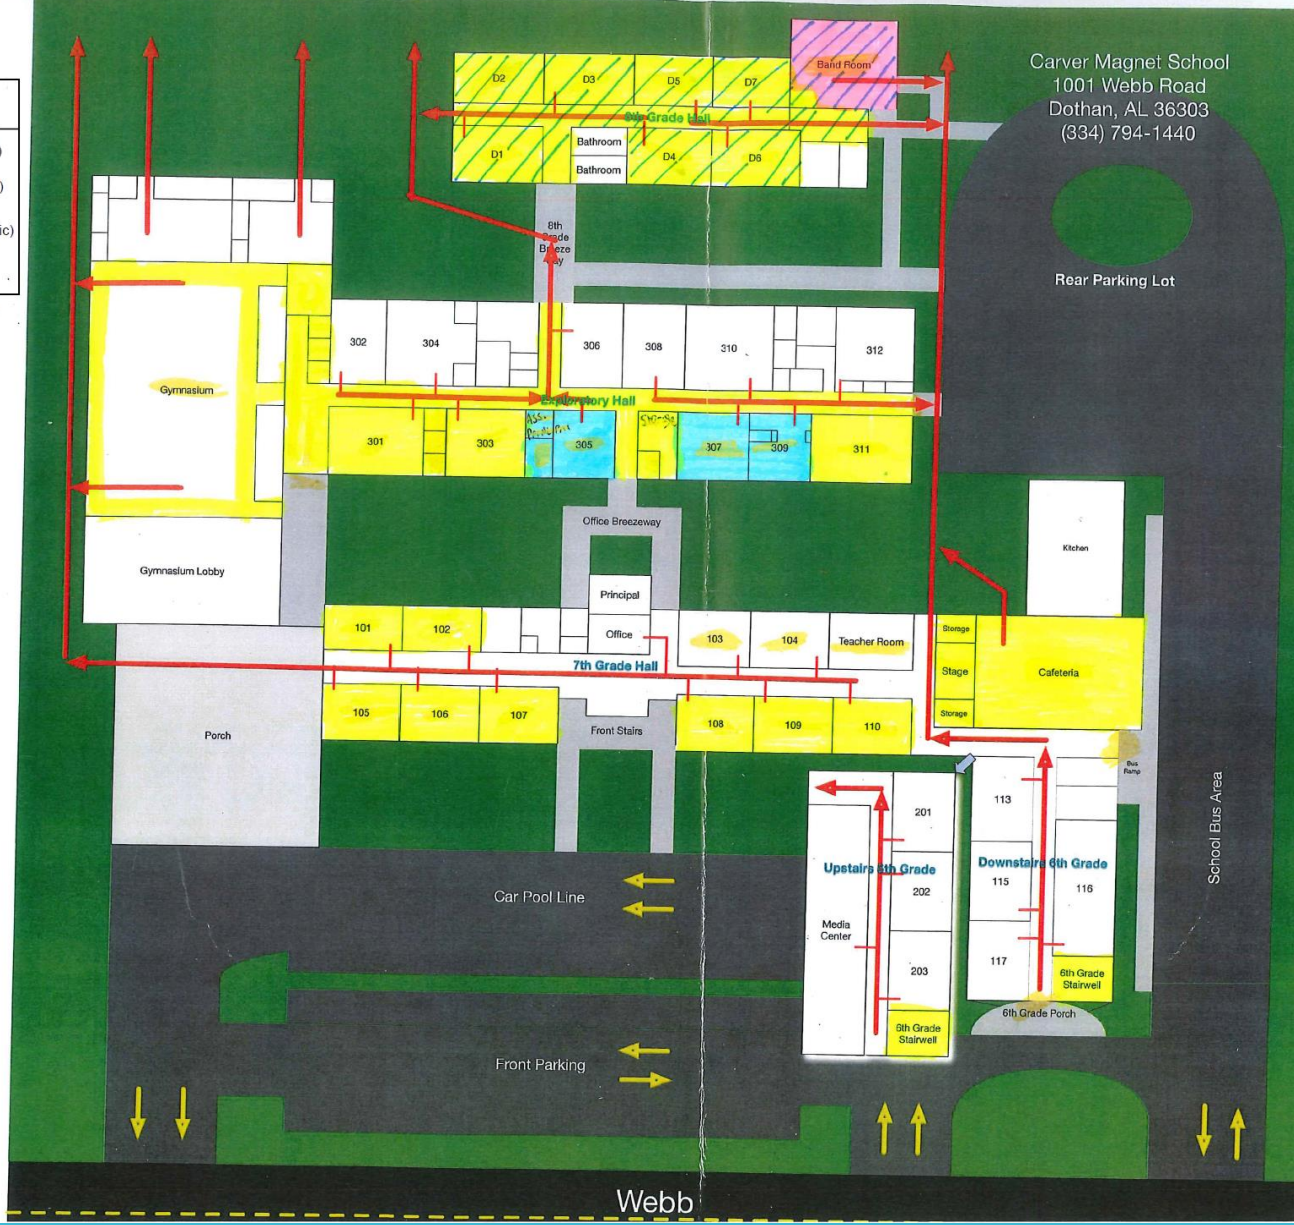 )
)
ic)
Carver Magnet School
1001 Webb Road
Dothan, AL 36303
(334) 794-1440
D2
D3
D5
D7
Band Room
8th Grade Hall
D1
Bathroom
Bathroom
D4
D6
8th
Grade
Breeze
way
Rear Parking Lot
302
304
306
308
310
312
Gymnasium
Exploratory Hall
301
303
Ass.
305
Storage
307
309
311
Office Breezeway
Kitchen
Gymnasium Lobby
Principal
Office
101
102
103
104
Teacher Room
7th Grade Hall
Storage
Stage
Storage
Cafeteria
105
106
107
108
109
110
Front Stairs
Porch
Bus
Ramp
201
113
Upstairs 6th Grade
Downstairs 6th Grade
202
115
116
Media
Center
203
117
6th Grade
Stairwell
6th Grade Porch
6th Grade
Stairwell
School Bus Area
Car Pool Line
Front Parking
Webb